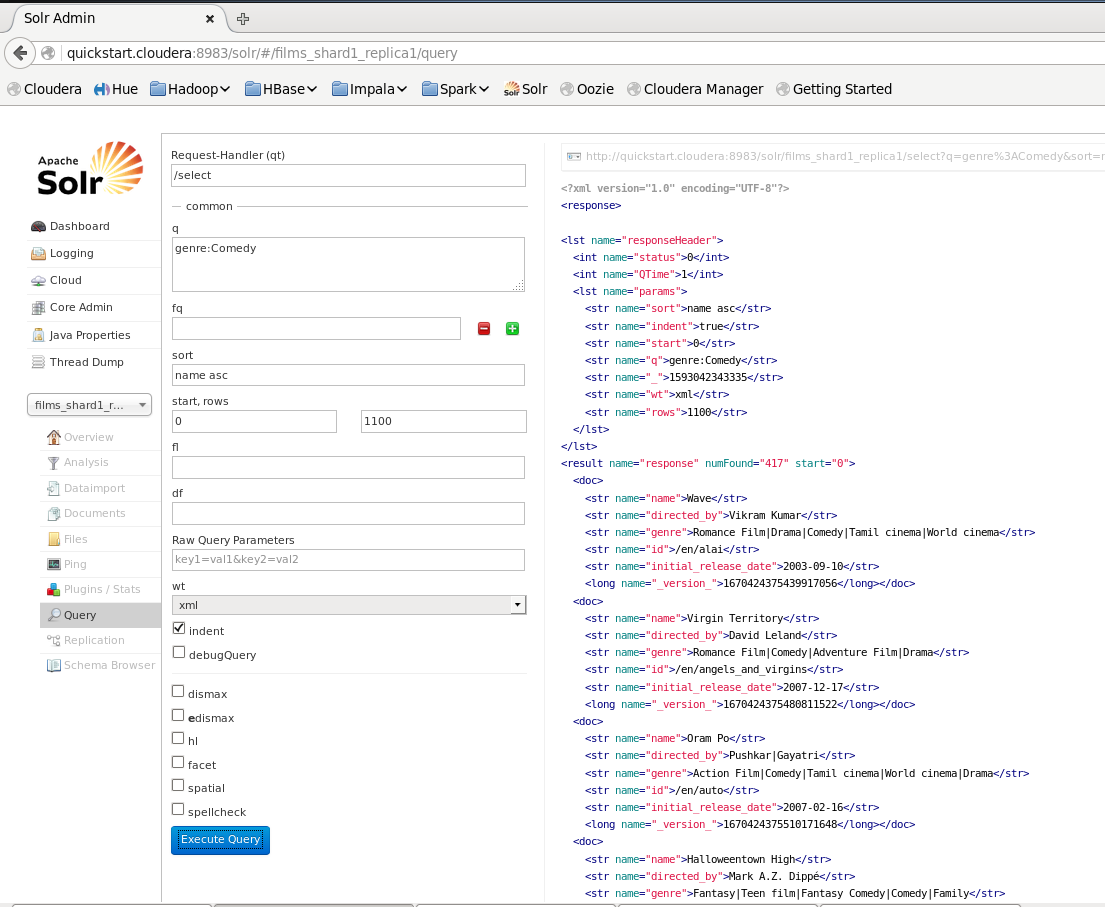 Solr Admin
quickstart.cloudera:8983/solr/#/films_shard1_replica1/query
Cloudera Hue Hadoop HBase Impala Spark Solr Oozie Cloudera Manager Getting Started
Apache
Solr
Dashboard
Logging
Cloud
Core Admin
Java Properties
Thread Dump
films_shard1_r...
Overview
Analysis
Dataimport
Documents
Files
Ping
Plugins / Stats
Query
Replication
Schema Browser
Request-Handler (qt)
/select
common
q
genre:Comedy
fq
sort
name asc
start, rows
0
1100
fl
df
Raw Query Parameters
key1=val1&key2=val2
wt
xml
indent
debugQuery
dismax
edismax
hl
facet
spatial
spellcheck
Execute Query
http://quickstart.cloudera:8983/solr/films_shard1_replica1/select?q=genre%3AComedy&sort=
<?xml version="1.0" encoding="UTF-8"?>
<response>
<lst name="responseHeader">
<int name="status">0</int>
<int name="QTime">1</int>
<lst name="params">
<str name="sort">name asc</str>
<str name="indent">true</str>
<str name="start">0</str>
<str name="q">genre:Comedy</str>
<str name="_">1593042343335</str>
<str name="wt">xml</str>
<str name="rows">1100</str>
</lst>
</lst>
<result name="response" numFound="417" start="0">
<doc>
<str name="name">Wave</str>
<str name="directed_by">Vikram Kumar</str>
<str name="genre">Romance Film|Drama|Comedy|Tamil cinema|World cinema</str>
<str name="id">/en/alai</str>
<str name="initial_release_date">2003-09-10</str>
<long name="_version_">1670424375439917056</long></doc>
<doc>
<str name="name">Virgin Territory</str>
<str name="directed_by">David Leland</str>
<str name="genre">Romance Film|Comedy|Adventure Film|Drama</str>
<str name="id">/en/angels_and_virgins</str>
<str name="initial_release_date">2007-12-17</str>
<long name="_version_">1670424375480811522</long></doc>
<doc>
<str name="name">Oram Po</str>
<str name="directed_by">Pushkar|Gayatri</str>
<str name="genre">Action Film|Comedy|Tamil cinema|World cinema|Drama</str>
<str name="id">/en/auto</str>
<str name="initial_release_date">2007-02-16</str>
<long name="_version_">1670424375510171648</long></doc>
<doc>
<str name="name">Halloweentown High</str>
<str name="directed_by">Mark A.Z. Dippé</str>
<str name="genre">Fantasy|Teen film|Fantasy Comedy|Comedy|Family</str>